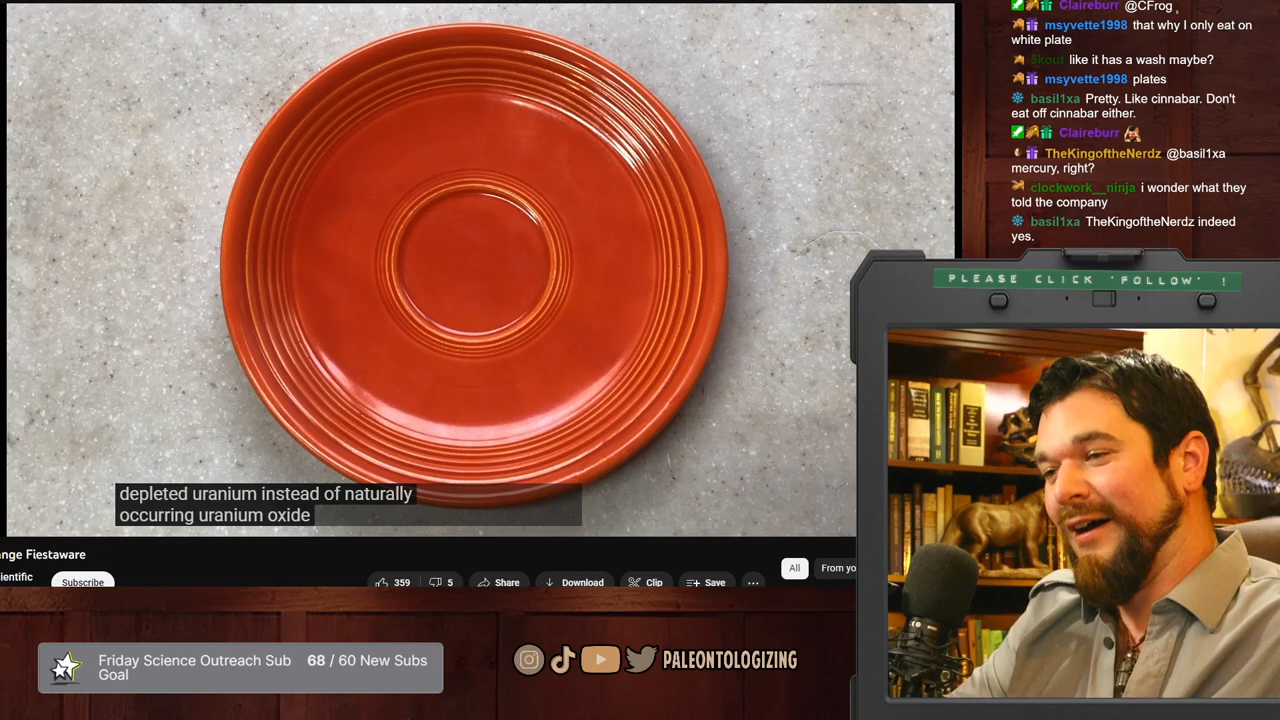 Claireburr @CFrog ,
msyvette1998 that why I only eat on
white plate
5kout like it has a wash maybe?
msyvette1998 plates
basil1xa Pretty. Like cinnabar. Don't
eat off cinnabar either.
Claireburr
TheKingoftheNerdz @basil1xa
mercury, right?
clockwork__ninja i wonder what they
told the company
basil1xa TheKingoftheNerdz indeed
yes.
PLEASE CLICK 'FOLLOW' !
depleted uranium instead of naturally
occurring uranium oxide
nge Fiestaware
ientific
Subscribe
359 5 Share Download Clip Save ...
All From yo
Friday Science Outreach Sub 68 / 60 New Subs
Goal
PALEONTOLOGIZING